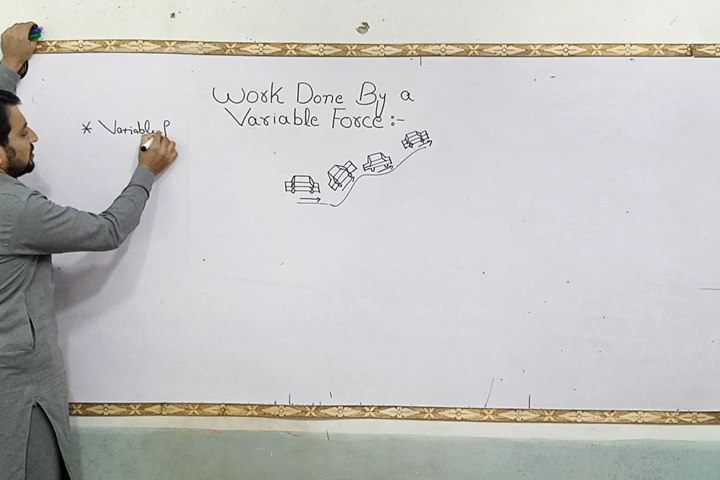 Work Done By a
Variable Force :-
* Variable